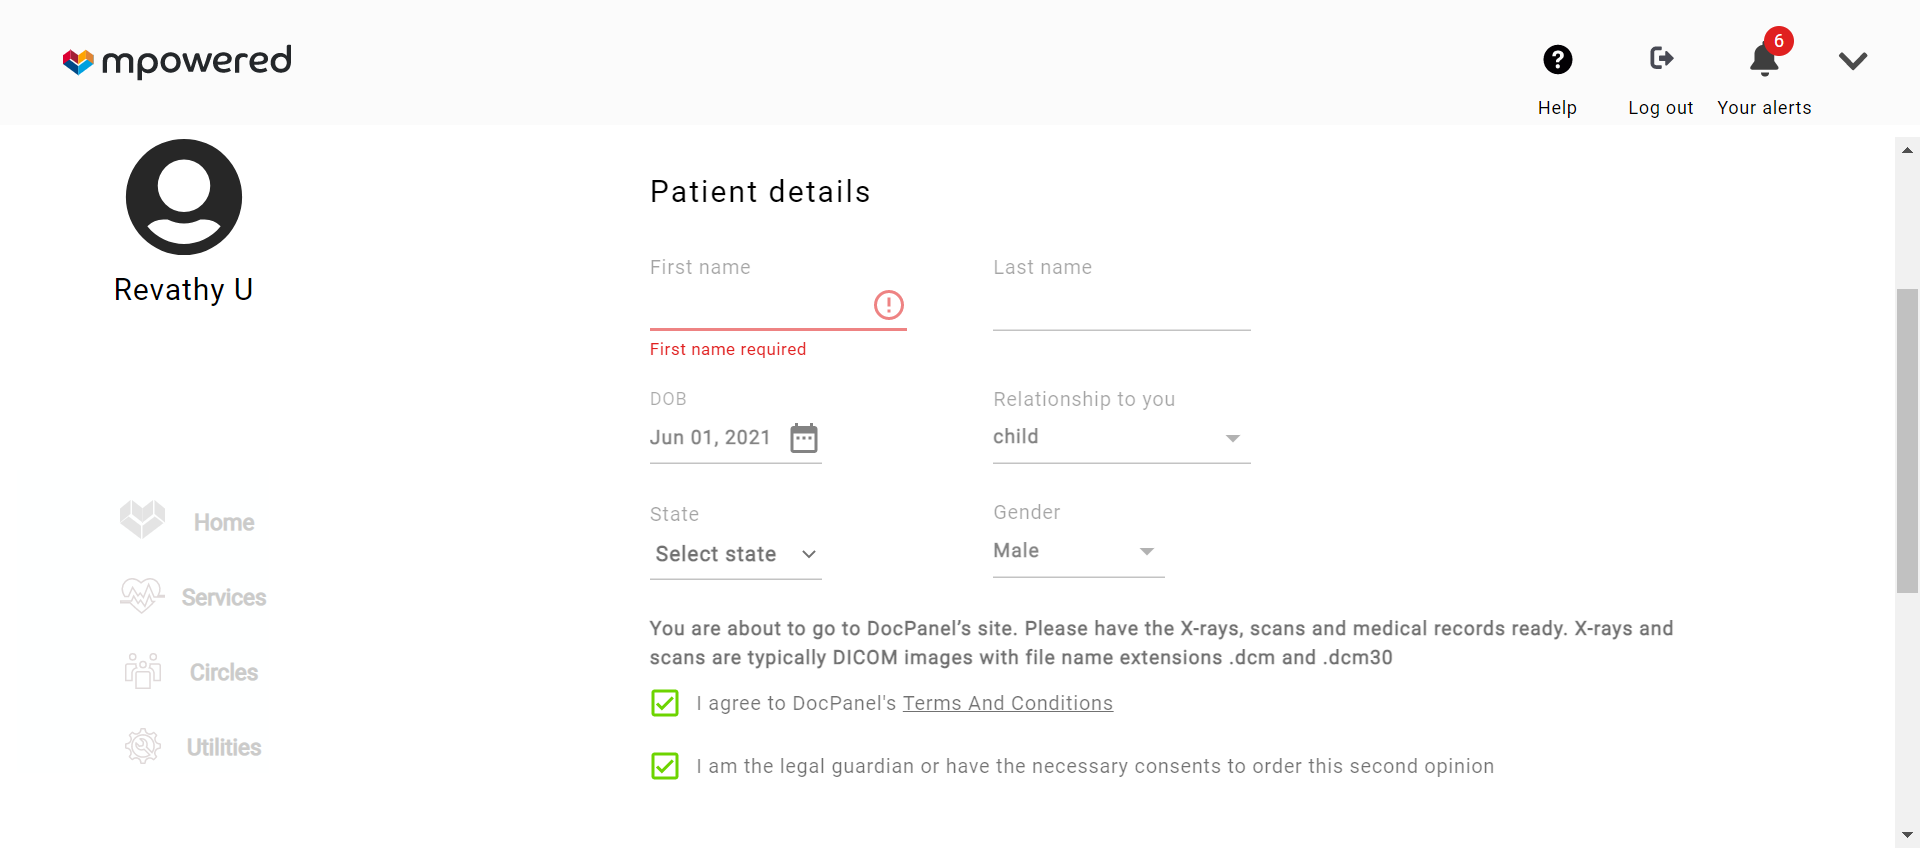 mpowered
Help
Log out
6
Your alerts
Revathy U
Home
Services
Circles
Utilities
Patient details
First name
Last name
First name required
DOB
Jun 01, 2021
Relationship to you
child
State
Select state
Gender
Male
You are about to go to DocPanel’s site. Please have the X-rays, scans and medical records ready. X-rays and
scans are typically DICOM images with file name extensions .dcm and .dcm30
I agree to DocPanel's Terms And Conditions
I am the legal guardian or have the necessary consents to order this second opinion